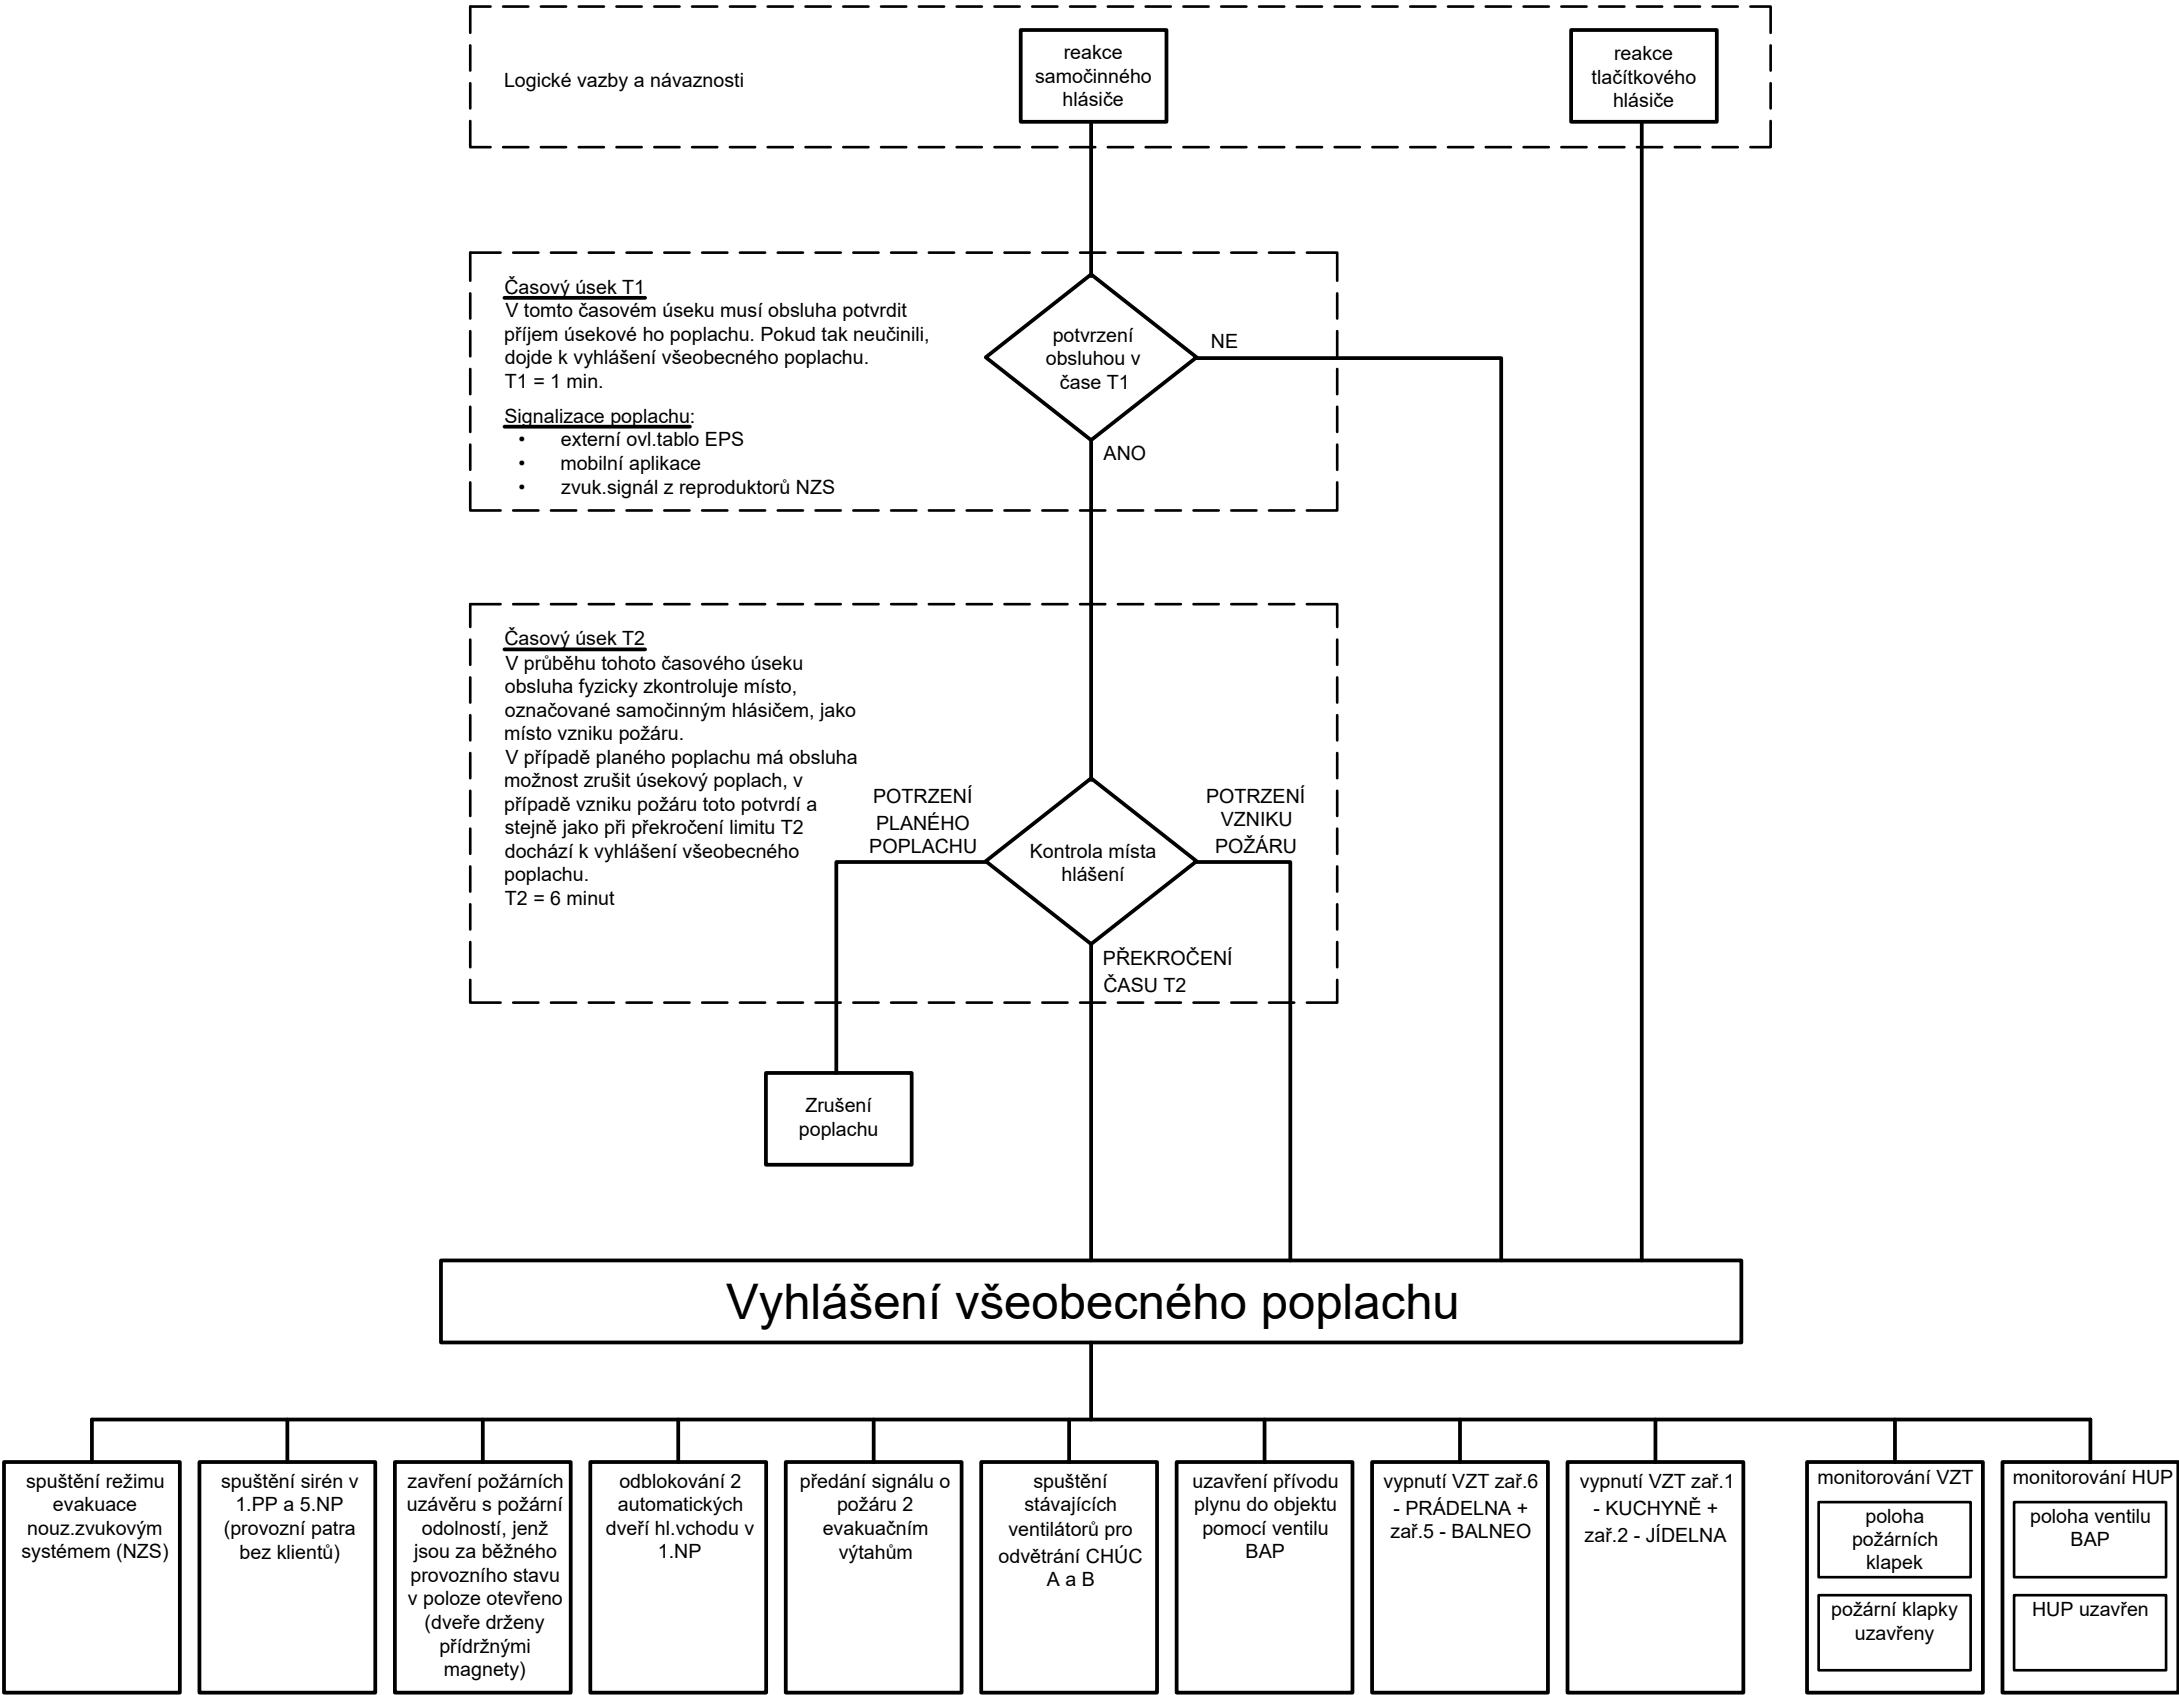 Logické vazby a návaznosti
reakce
samočinného
hlásiče
reakce
tlačítkového
hlásiče
Časový úsek T1
V tomto časovém úseku musí obsluha potvrdit
příjem úsekové ho poplachu. Pokud tak neučinili,
dojde k vyhlášení všeobecného poplachu.
T1 = 1 min.
Signalizace poplachu:
• externí ovl.tablo EPS
• mobilní aplikace
• zvuk.signál z reproduktorů NZS
potvrzení
obsluhou v
čase T1
NE
ANO
Časový úsek T2
V průběhu tohoto časového úseku
obsluha fyzicky zkontroluje místo,
označované samočinným hlásičem, jako
místo vzniku požáru.
V případě planého poplachu má obsluha
možnost zrušit úsekový poplach, v
případě vzniku požáru toto potvrdí a
stejně jako při překročení limitu T2
dochází k vyhlášení všeobecného
poplachu.
T2 = 6 minut
POTRZENÍ
PLANÉHO
POPLACHU
Kontrola místa
hlášení
POTRZENÍ
VZNIKU
POŽÁRU
PŘEKROČENÍ
ČASU T2
Zrušení
poplachu
Vyhlášení všeobecného poplachu
spuštění režimu
evakuace
nouz.zvukovým
systémem (NZS)
spuštění sirén v
1.PP a 5.NP
(provozní patra
bez klientů)
zavření požárních
uzávěru s požární
odolností, jenž
jsou za běžného
provozního stavu
v poloze otevřeno
(dveře drženy
přídržnými
magnety)
odblokování 2
automatických
dveří hl.vchodu v
1.NP
předání signálu o
požáru 2
evakuačním
výtahům
spuštění
stávajících
ventilátorů pro
odvětrání CHÚC
A a B
uzavření přívodu
plynu do objektu
pomocí ventilu
BAP
vypnutí VZT zař.6
- PRÁDELNA +
zař.5 - BALNEO
vypnutí VZT zař.1
- KUCHYNĚ +
zař.2 - JÍDELNA
monitorování VZT
poloha
požárních
klapek
požární klapky
uzavřeny
monitorování HUP
poloha ventilu
BAP
HUP uzavřen